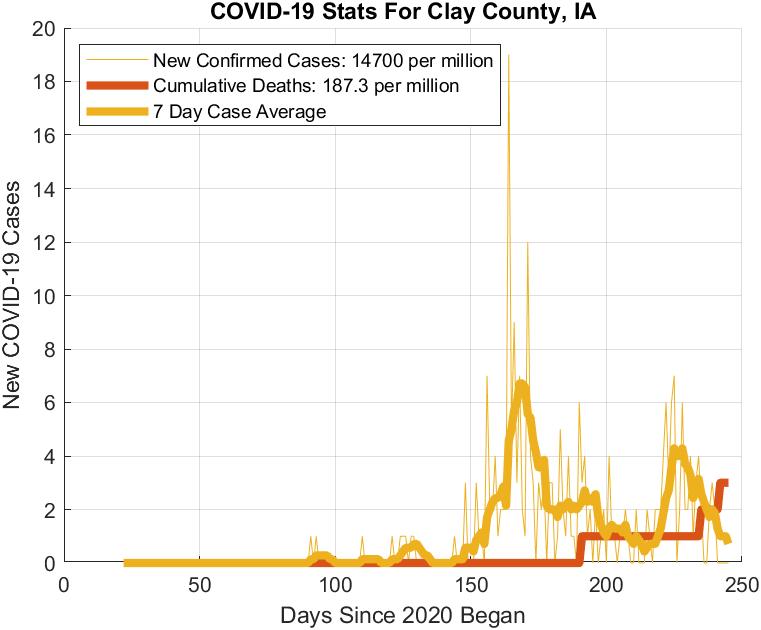 COVID-19 Stats For Clay County, IA
New Confirmed Cases: 14700 per million
Cumulative Deaths: 187.3 per million
7 Day Case Average
New COVID-19 Cases
20
18
16
14
12
10
8
6
4
2
0
0 50 100 150 200 250
Days Since 2020 Began